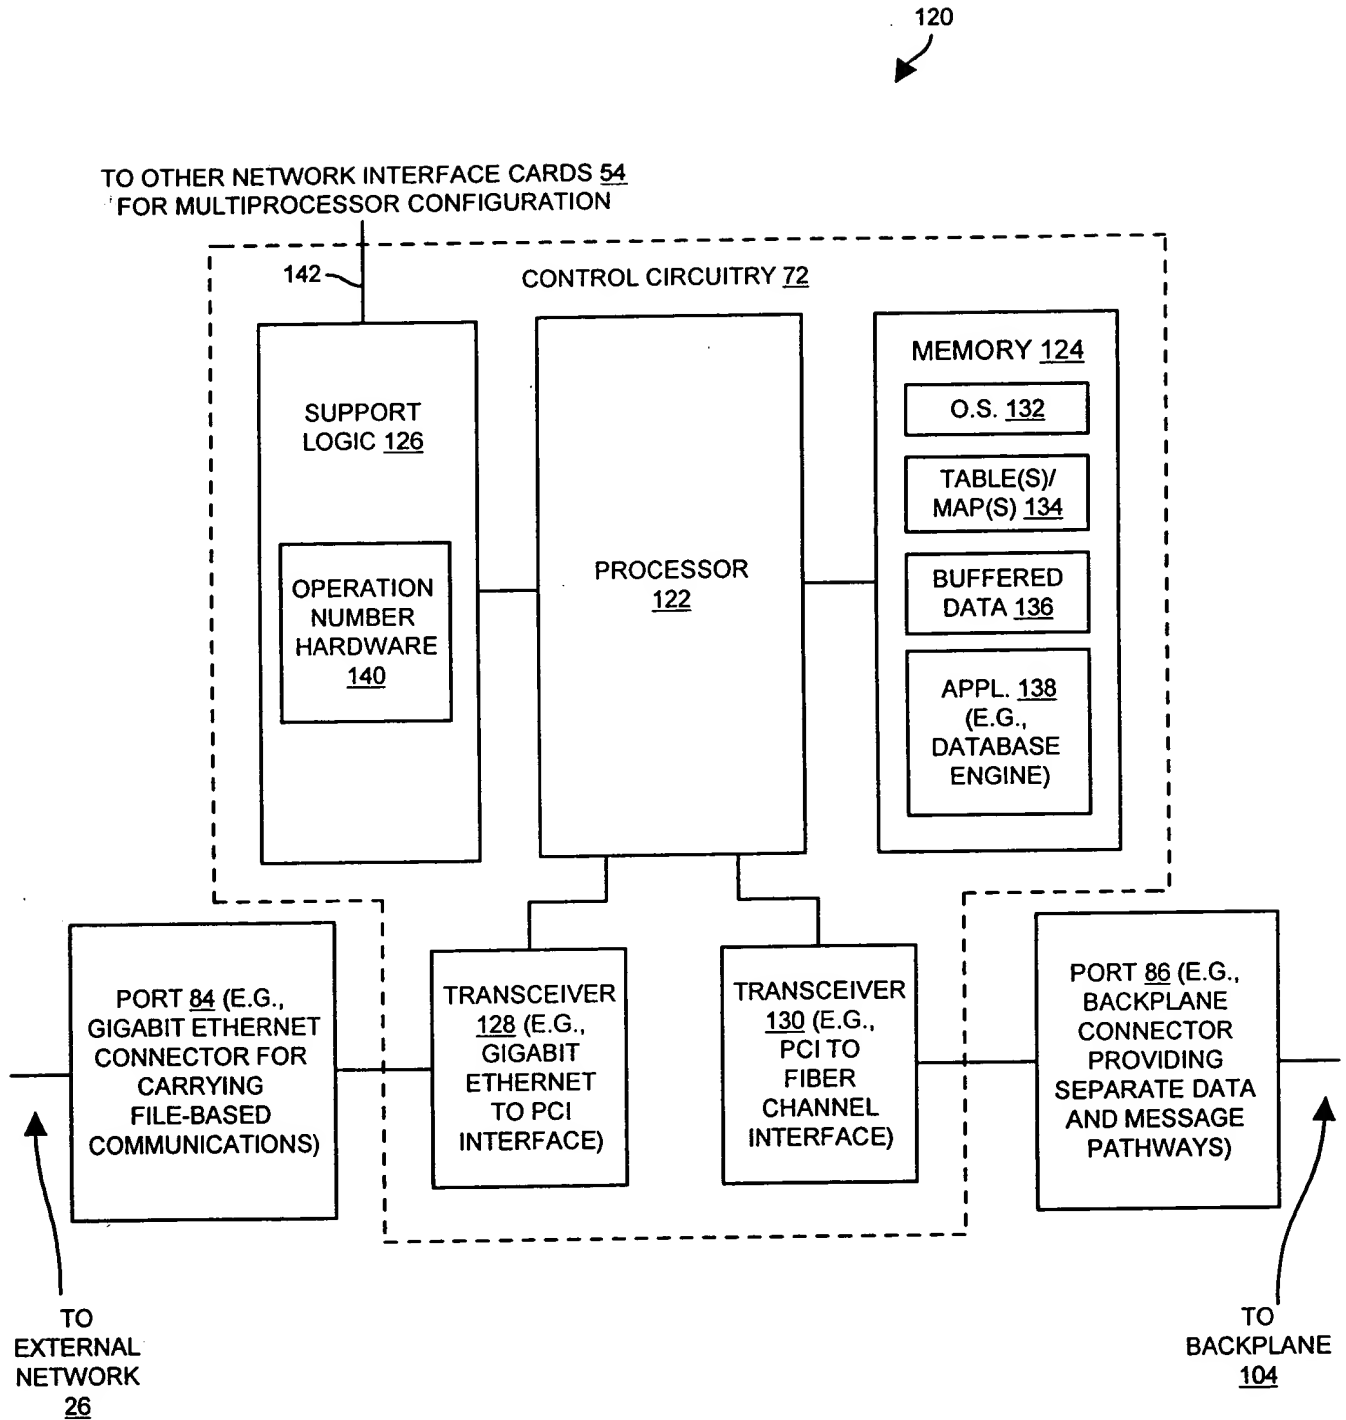 120
TO OTHER NETWORK INTERFACE CARDS 54
FOR MULTIPROCESSOR CONFIGURATION
142
CONTROL CIRCUITRY 72
SUPPORT
LOGIC 126
OPERATION
NUMBER
HARDWARE
140
PROCESSOR
122
MEMORY 124
O.S. 132
TABLE(S)/
MAP(S) 134
BUFFERED
DATA 136
APPL. 138
(E.G.,
DATABASE
ENGINE)
PORT 84 (E.G.,
GIGABIT ETHERNET
CONNECTOR FOR
CARRYING
FILE-BASED
COMMUNICATIONS)
TRANSCEIVER
128 (E.G.,
GIGABIT
ETHERNET
TO PCI
INTERFACE)
TRANSCEIVER
130 (E.G.,
PCI TO
FIBER
CHANNEL
INTERFACE)
PORT 86 (E.G.,
BACKPLANE
CONNECTOR
PROVIDING
SEPARATE DATA
AND MESSAGE
PATHWAYS)
TO
EXTERNAL
NETWORK
26
TO
BACKPLANE
104